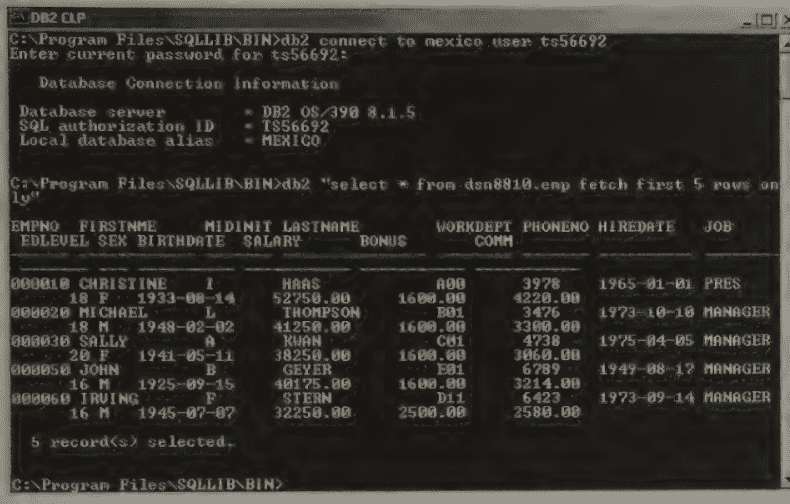 DB2 CLP
C:\Program Files\SQLLIB\BIN>db2 connect to mexico user ts56692
Enter current password for ts56692:
Database Connection Information
Database server = DB2 OS/390 8.1.5
SQL authorization ID = TS56692
Local database alias = MEXICO
C:\Program Files\SQLLIB\BIN>db2 "select * from dsn8810.emp fetch first 5 rows on
ly"
EMPNO FIRSTNME MIDINIT LASTNAME WORKDEPT PHONENO HIREDATE JOB
EDLEVEL SEX BIRTHDATE SALARY BONUS COMM
000010 CHRISTINE I HAAS A00 3978 1965-01-01 PRES
18 F 1933-08-14 52750.00 1600.00 4220.00
000020 MICHAEL L THOMPSON B01 3476 1973-10-10 MANAGER
18 M 1948-02-02 41250.00 1600.00 3300.00
000030 SALLY A KWAN C01 4738 1975-04-05 MANAGER
20 F 1941-05-11 38250.00 1600.00 3060.00
000050 JOHN B GEYER E01 6789 1949-08-17 MANAGER
16 M 1925-09-15 40175.00 1600.00 3214.00
000060 IRVING F STERN D11 6423 1973-09-14 MANAGER
16 M 1945-07-07 32250.00 2500.00 2580.00
5 record(s) selected.
C:\Program Files\SQLLIB\BIN>